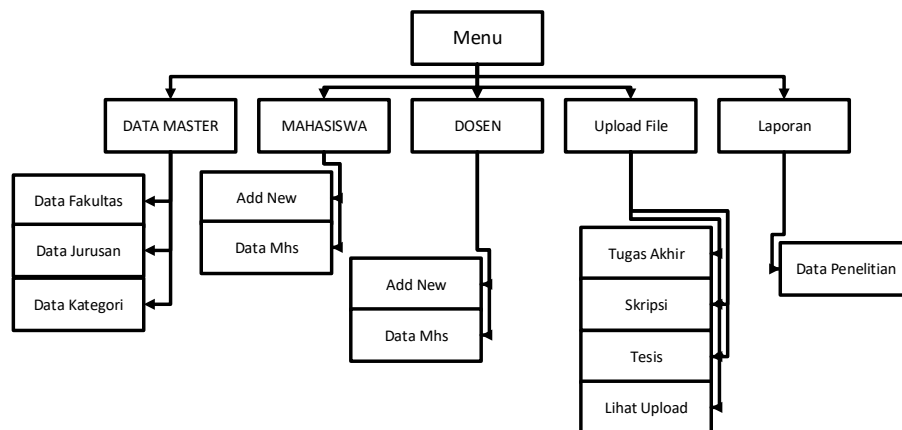 Menu
DATA MASTER
MAHASISWA
DOSEN
Upload File
Laporan
Data Fakultas
Data Jurusan
Data Kategori
Add New
Data Mhs
Add New
Data Mhs
Tugas Akhir
Skripsi
Tesis
Lihat Upload
Data Penelitian